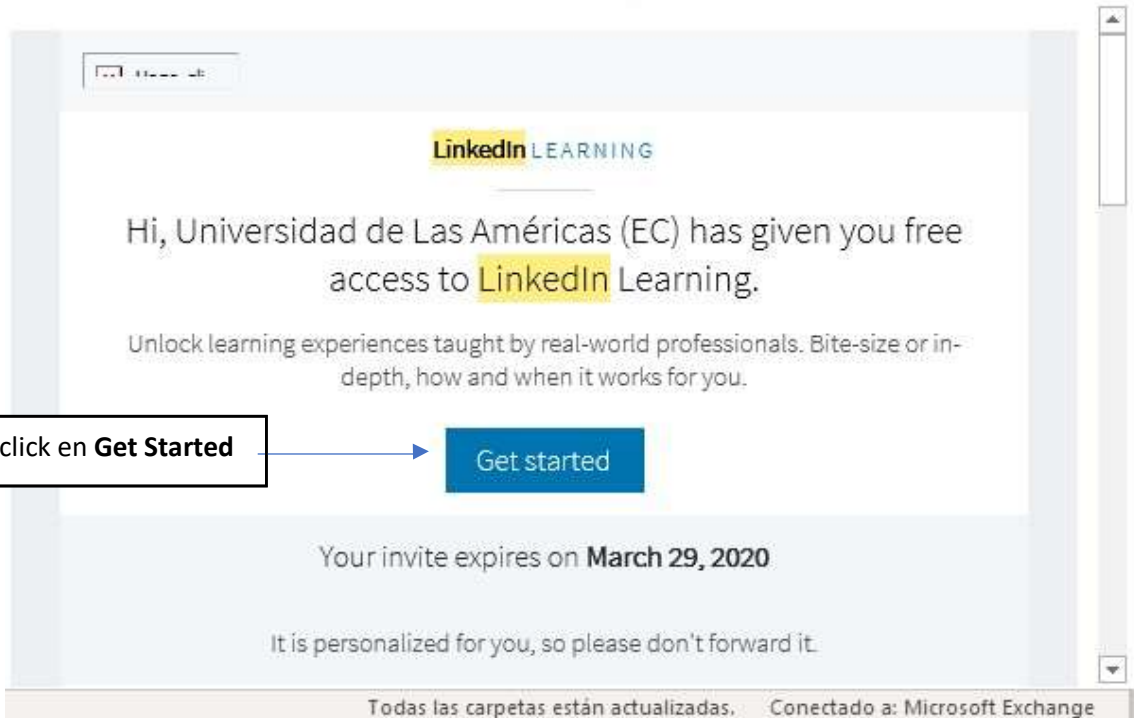 LinkedIn LEARNING
Hi, Universidad de Las Américas (EC) has given you free
access to LinkedIn Learning.
Unlock learning experiences taught by real-world professionals. Bite-size or in-
depth, how and when it works for you.
click en Get Started
Get started
Your invite expires on March 29, 2020
It is personalized for you, so please don't forward it.
Todas las carpetas están actualizadas. Conectado a: Microsoft Exchange